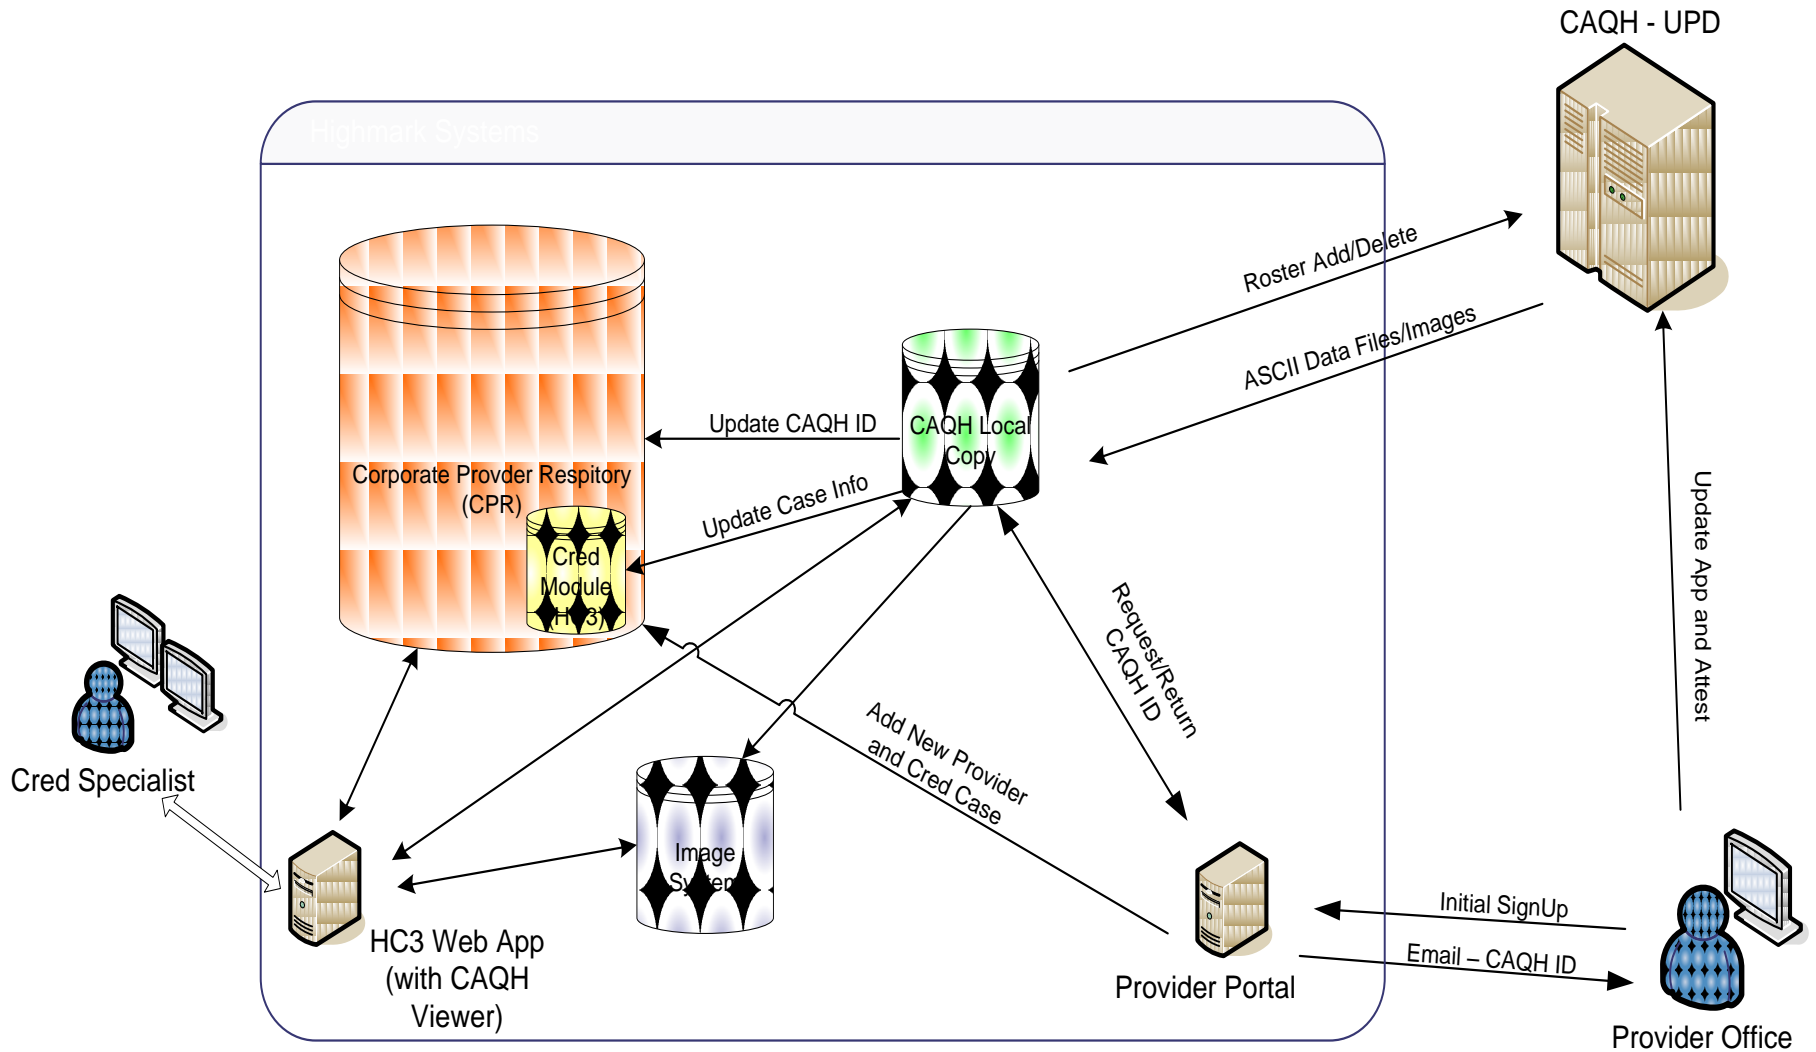 CAQH - UPD
Highmark Systems
Roster Add/Delete
ASCII Data Files/Images
Update CAQH ID
CAQH Local
Copy
Corporate Provder Respitory
(CPR)
Update Case Info
Cred
Module
(HC3)
Request/Return
CAQH ID
Update App and Attest
Add New Provider
and Cred Case
Cred Specialist
Image
System
HC3 Web App
(with CAQH
Viewer)
Provider Portal
Initial SignUp
Email – CAQH ID
Provider Office